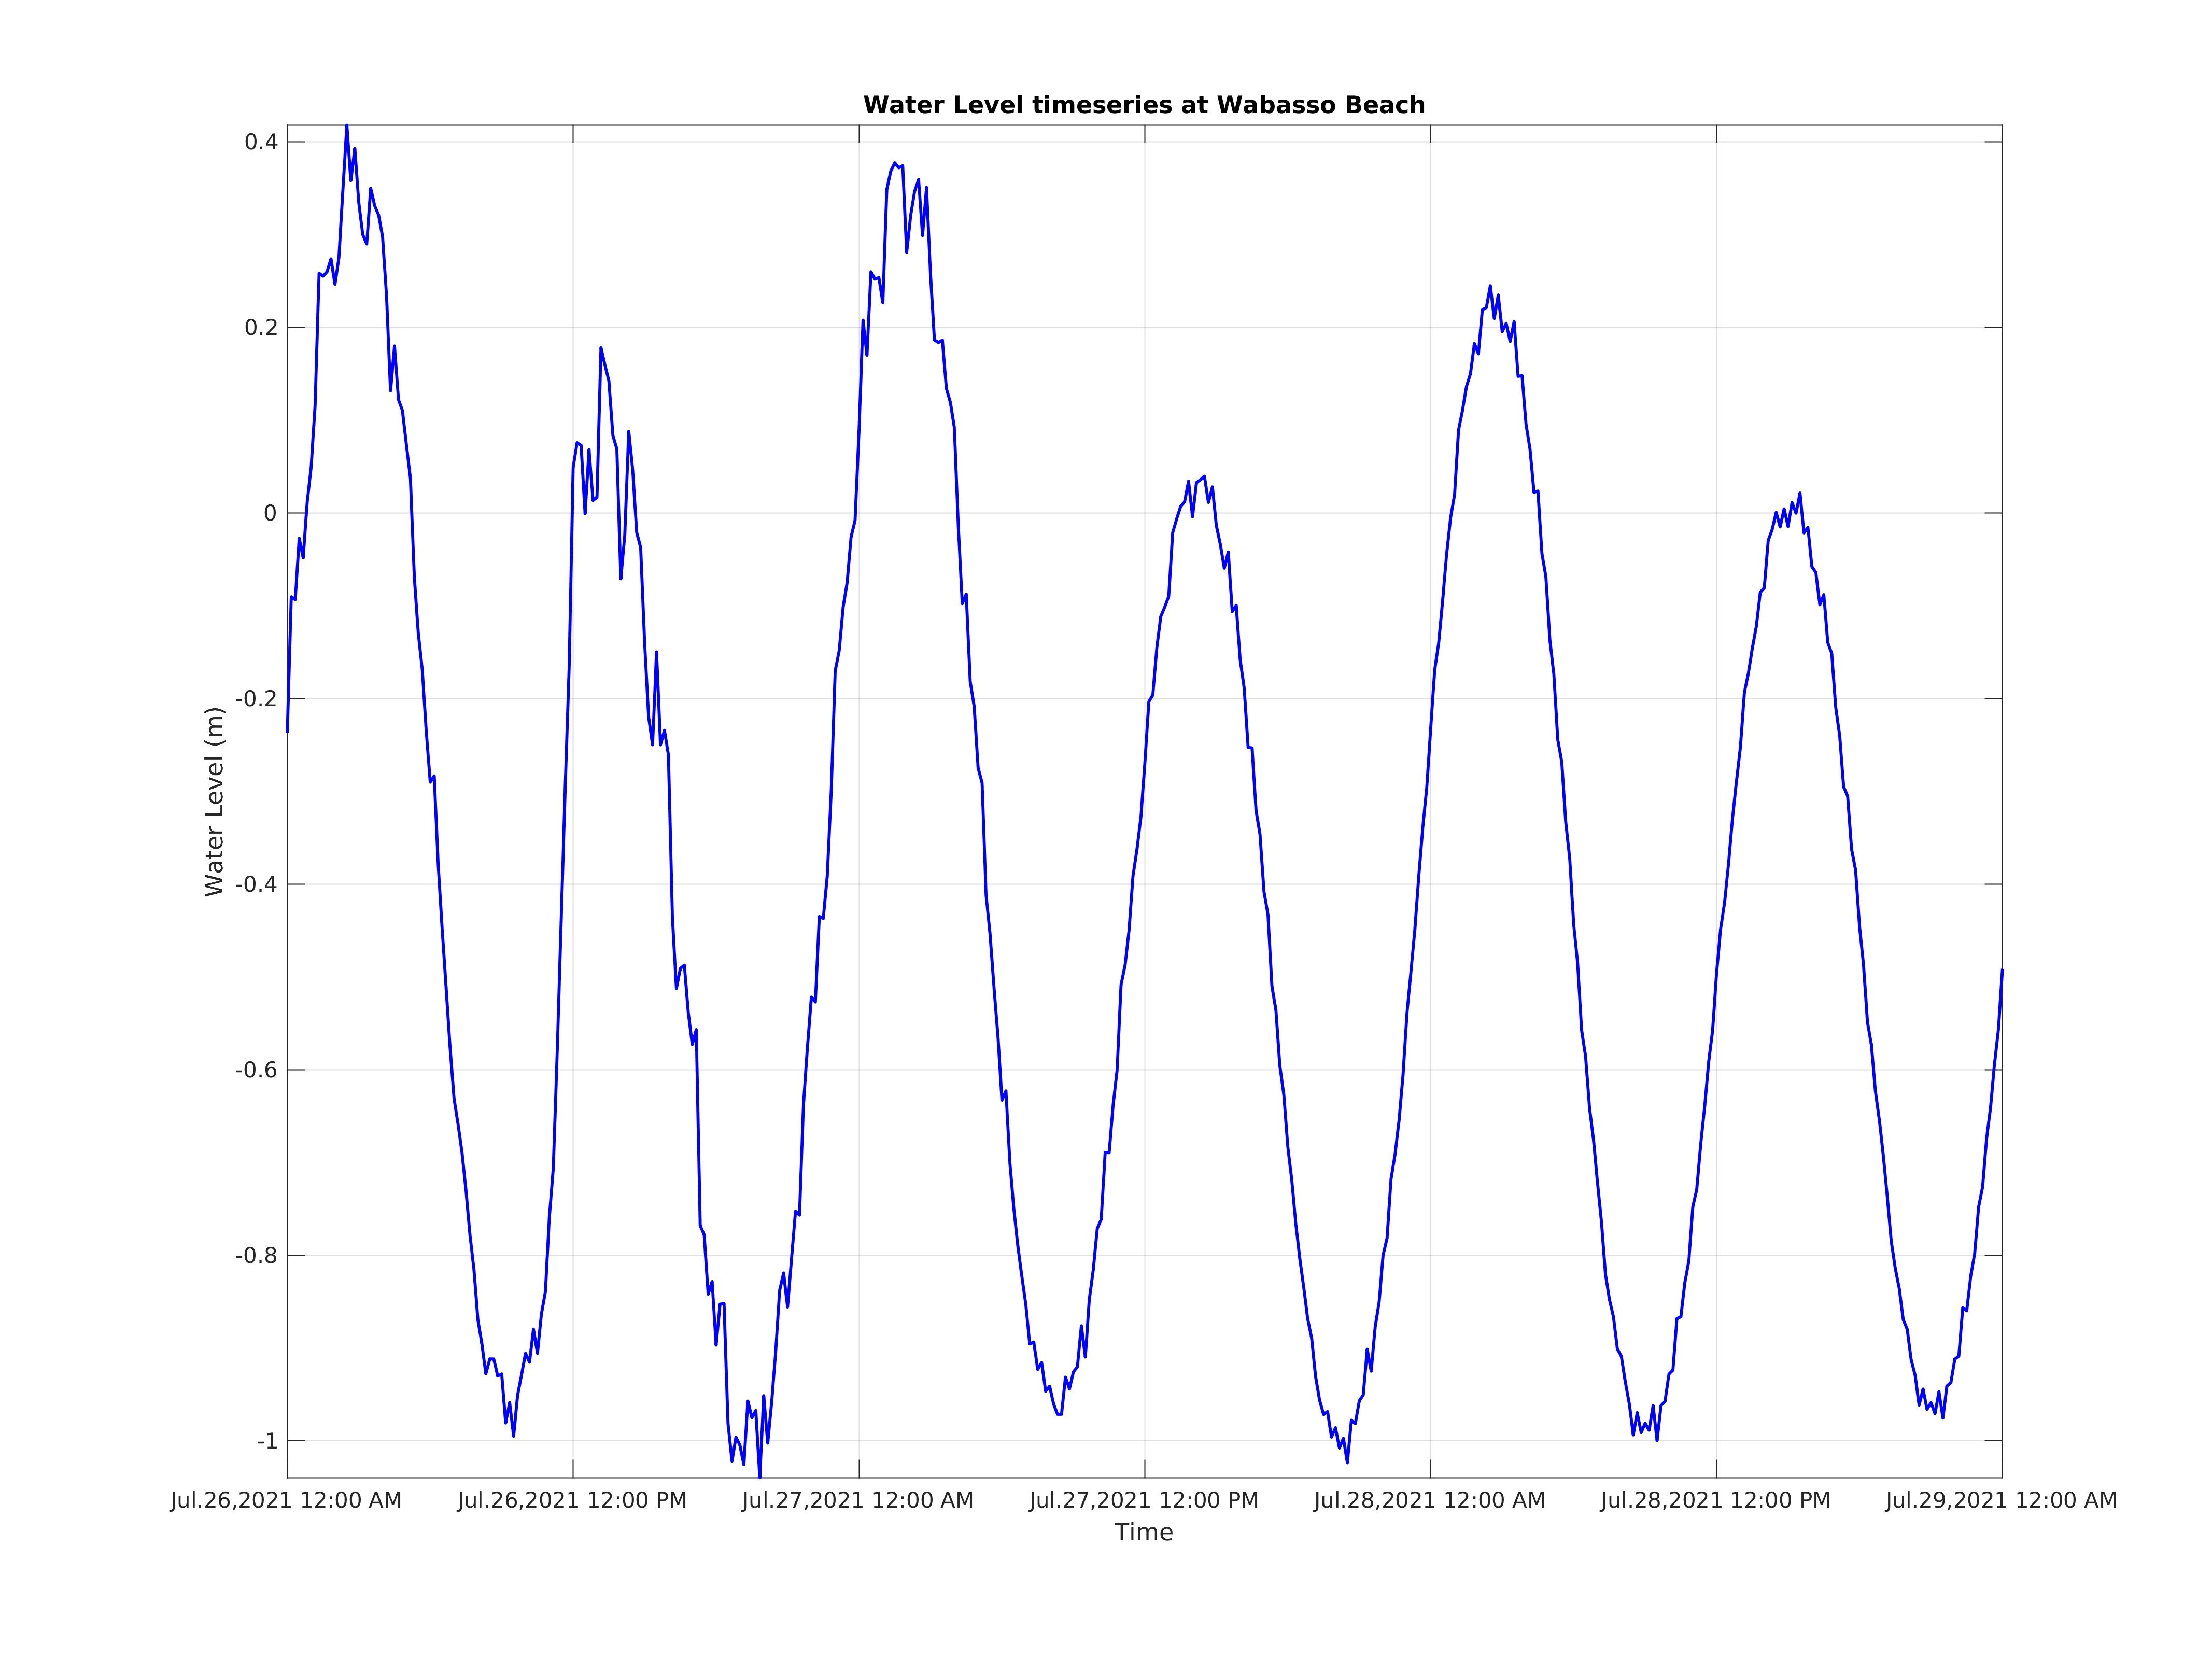 Water Level timeseries at Wabasso Beach
0.4
0.2
0
-0.2
-0.4
-0.6
-0.8
-1
Water Level (m)
Jul.26,2021 12:00 AM
Jul.26,2021 12:00 PM
Jul.27,2021 12:00 AM
Jul.27,2021 12:00 PM
Jul.28,2021 12:00 AM
Jul.28,2021 12:00 PM
Jul.29,2021 12:00 AM
Time